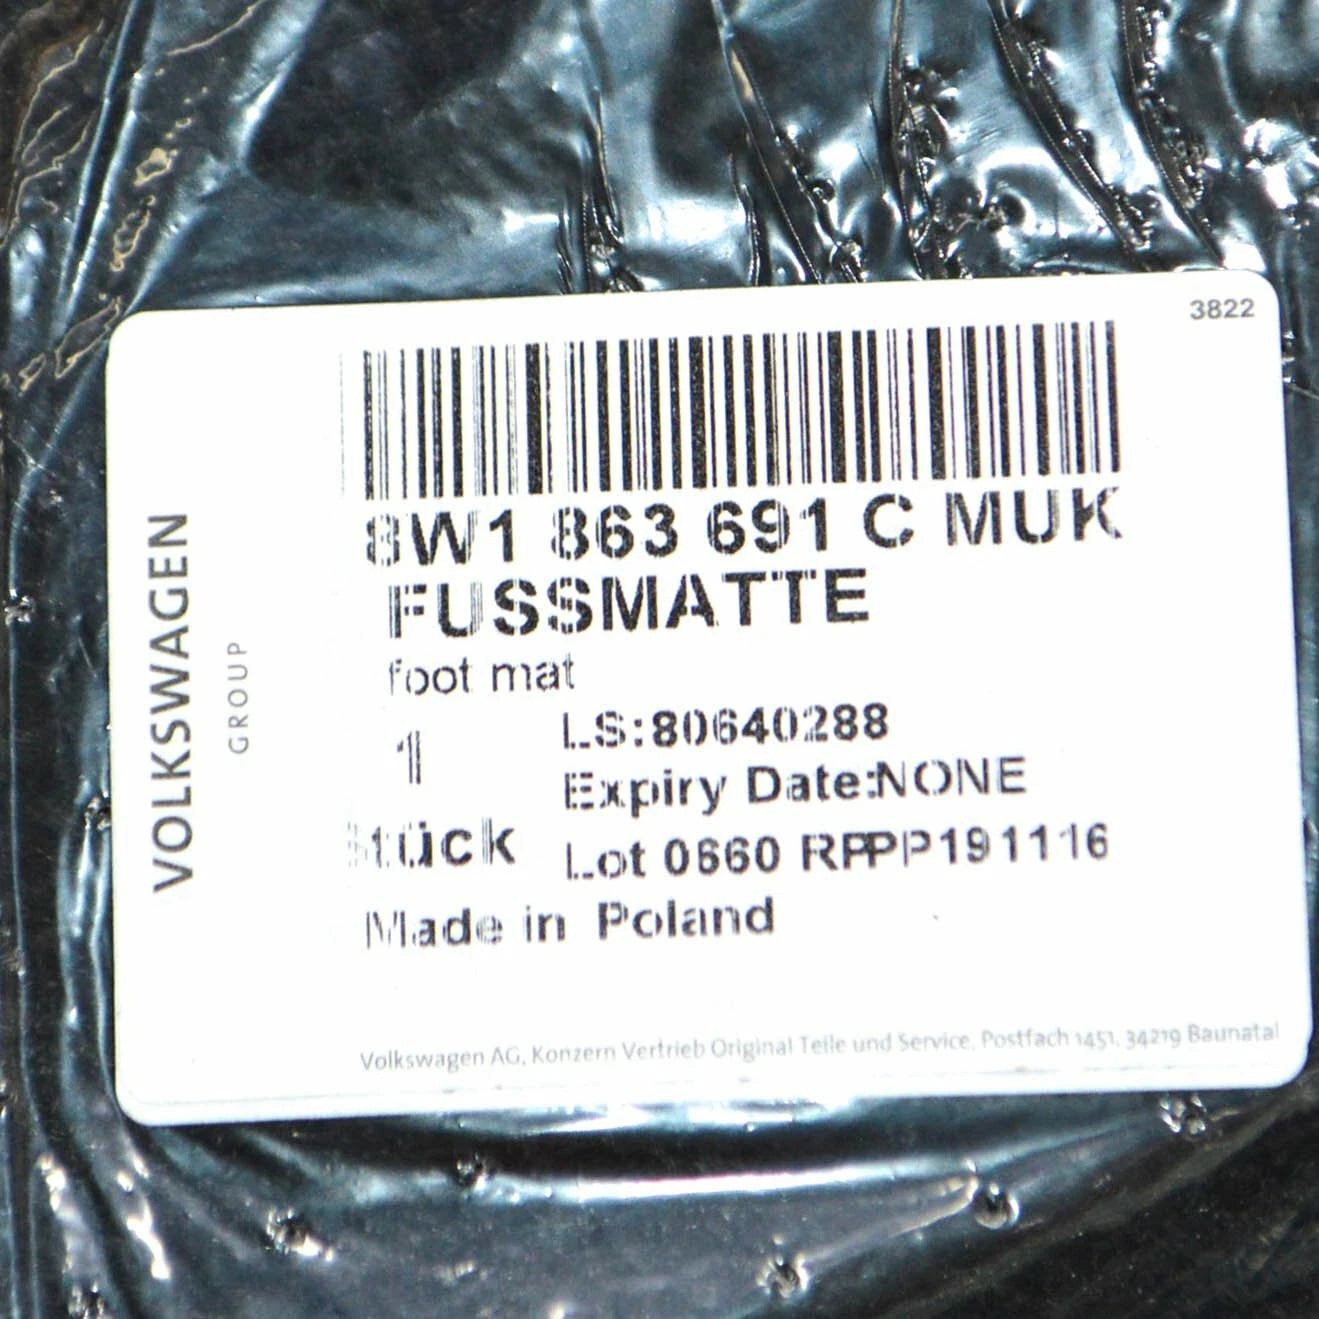 3822
8W1 863 691 C MUK
FUSSMATTE
foot mat
1
LS:80640288
Expiry Date:NONE
Stück
Lot 0660 RPPP191116
Made in Poland
Volkswagen AG, Konzern Vertrieb Original Teile und Service, Postfach 1451, 34219 Baunatal
VOLKSWAGEN
GROUP